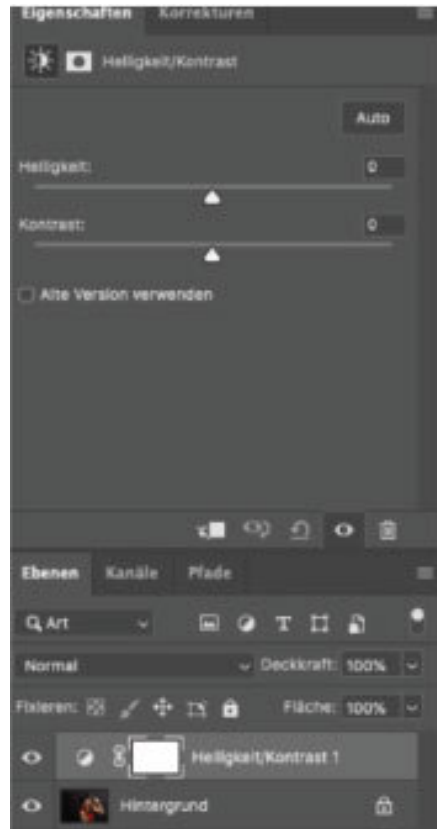 Eigenschaften Korrekturen
Helligkeit/Kontrast
Auto
Helligkeit: 0
Kontrast: 0
Alte Version verwenden
Ebenen Kanäle Pfade
Art
Normal Deckkraft: 100%
Fixieren: Fläche: 100%
Helligkeit/Kontrast 1
Hintergrund